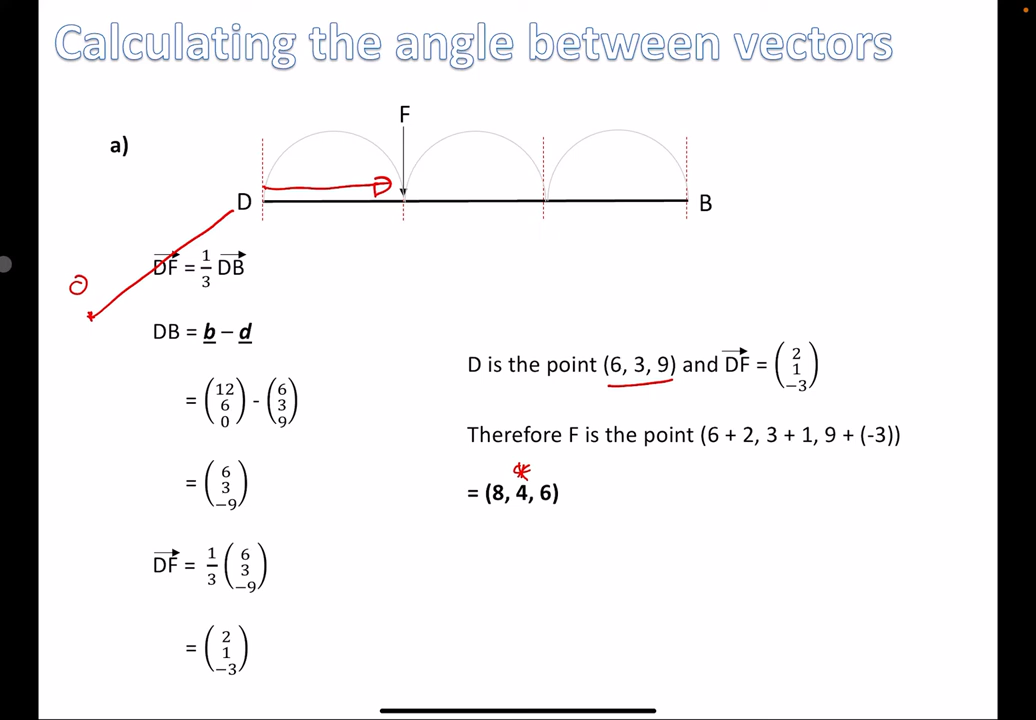 Calculating the angle between vectors
F
a)
D
B
O
DF = 1/3 DB
DB = b – d
= (12 6 0) - (6 3 9)
D is the point (6, 3, 9) and DF = (2 1 −3)
Therefore F is the point (6 + 2, 3 + 1, 9 + (-3))
*
= (6 3 −9)
= (8, 4, 6)
DF = 1/3 (6 3 −9)
= (2 1 −3)